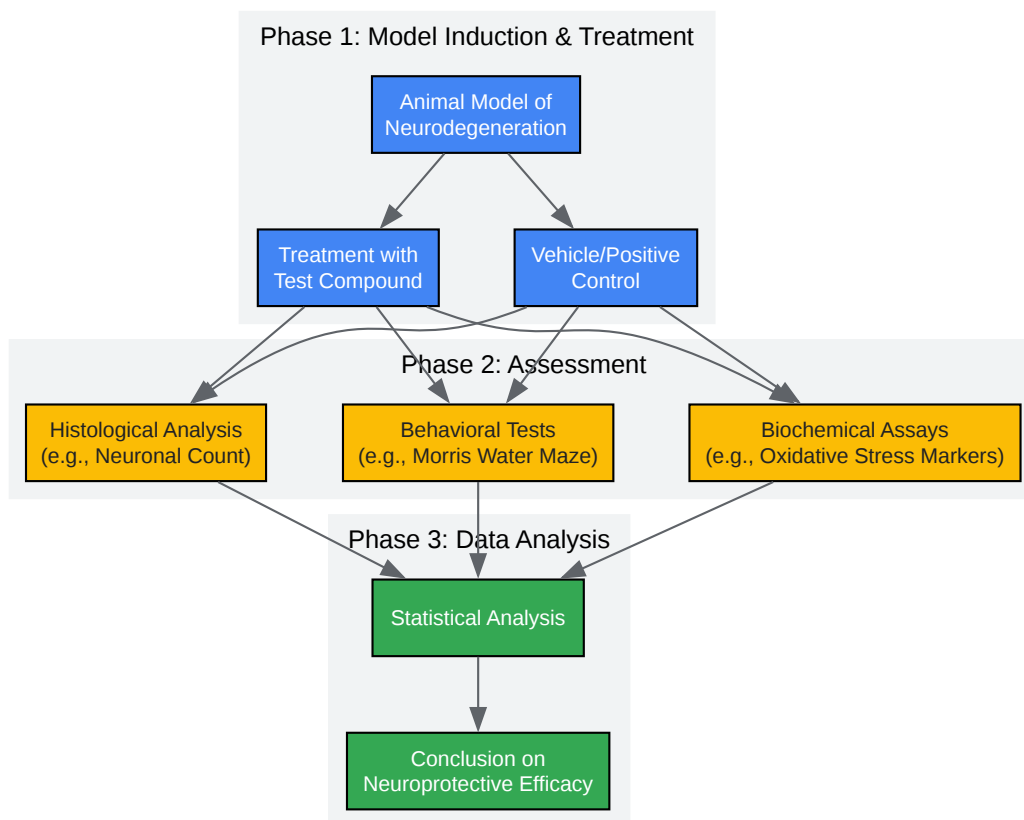 Phase 1: Model Induction & Treatment
Animal Model of
Neurodegeneration
Treatment with
Test Compound
Vehicle/Positive
Control
Phase 2: Assessment
Histological Analysis
(e.g., Neuronal Count)
Behavioral Tests
(e.g., Morris Water Maze)
Biochemical Assays
(e.g., Oxidative Stress Markers)
Phase 3: Data Analysis
Statistical Analysis
Conclusion on
Neuroprotective Efficacy